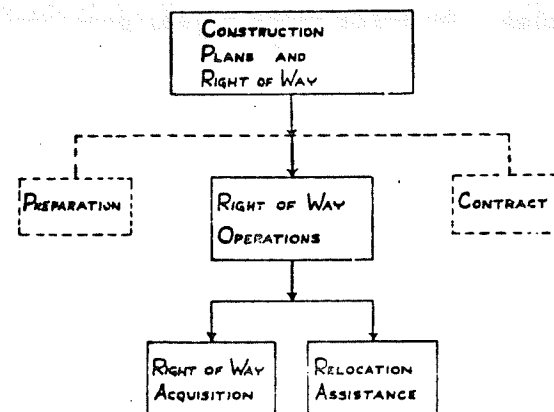 CONSTRUCTION
PLANS AND
RIGHT OF WAY
PREPARATION
RIGHT OF WAY
OPERATIONS
CONTRACT
RIGHT OF WAY
ACQUISITION
RELOCATION
ASSISTANCE